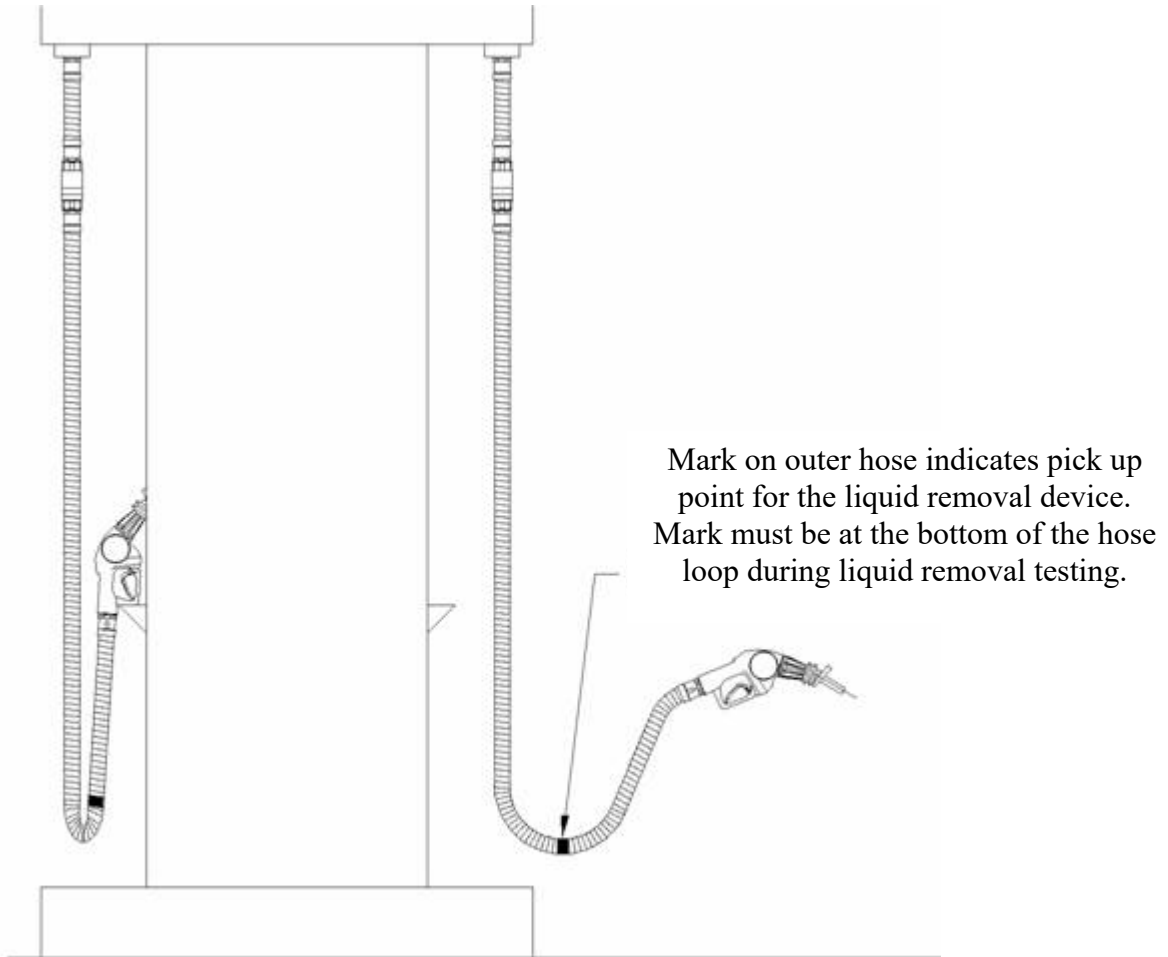 Mark on outer hose indicates pick up
point for the liquid removal device.
Mark must be at the bottom of the hose
loop during liquid removal testing.